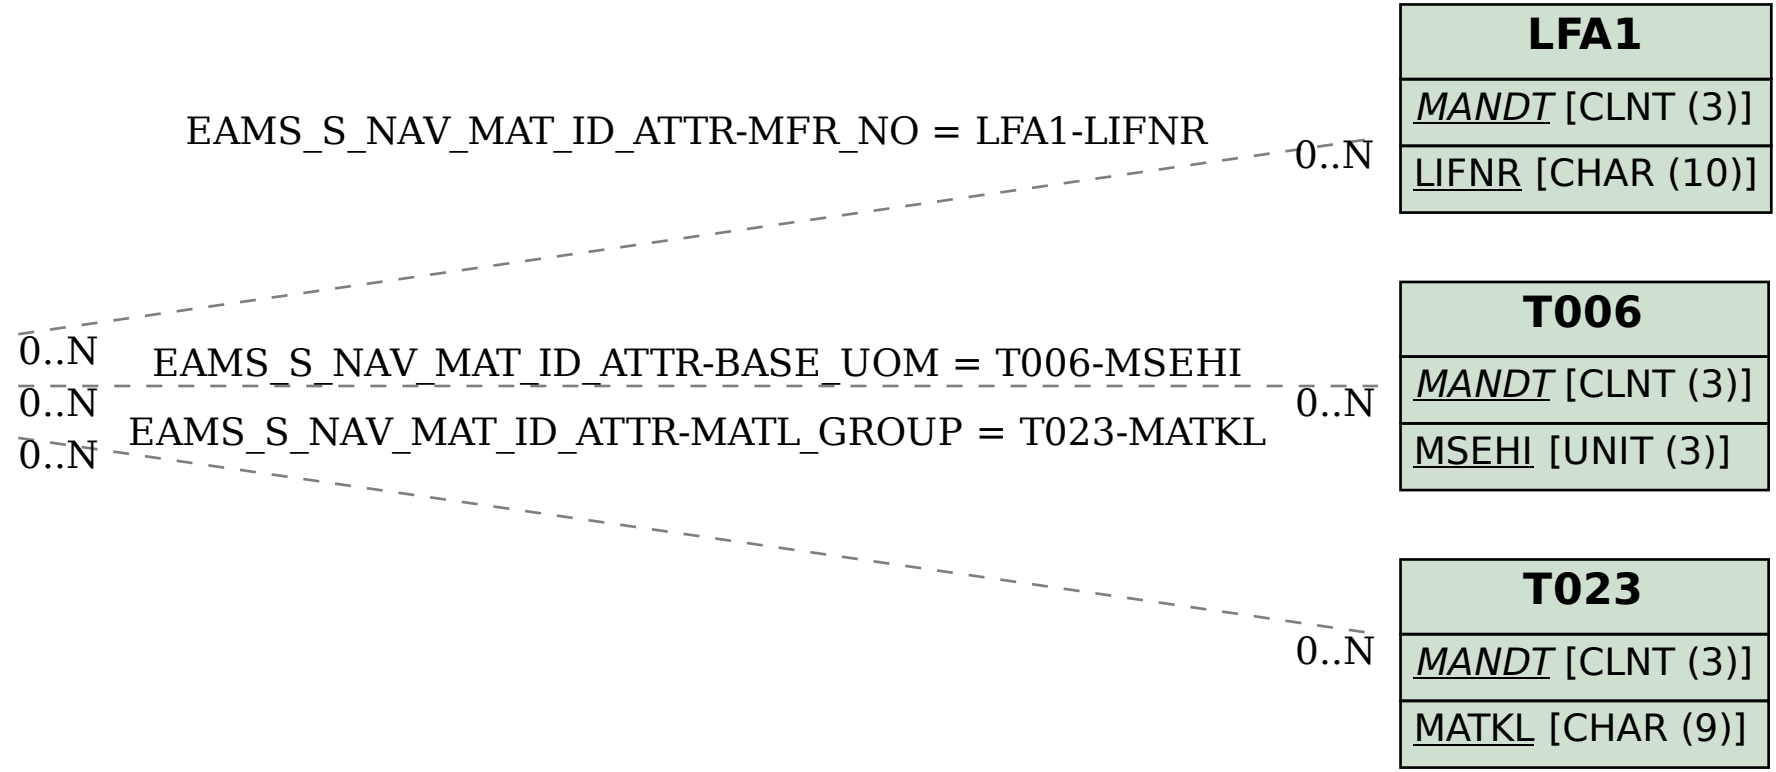 LFA1
MANDT [CLNT (3)]
LIFNR [CHAR (10)]
EAMS_S_NAV_MAT_ID_ATTR-MFR_NO = LFA1-LIFNR
0..N
0..N
T006
MANDT [CLNT (3)]
MSEHI [UNIT (3)]
EAMS_S_NAV_MAT_ID_ATTR-BASE_UOM = T006-MSEHI
0..N
0..N
EAMS_S_NAV_MAT_ID_ATTR-MATL_GROUP = T023-MATKL
0..N
0..N
T023
MANDT [CLNT (3)]
MATKL [CHAR (9)]